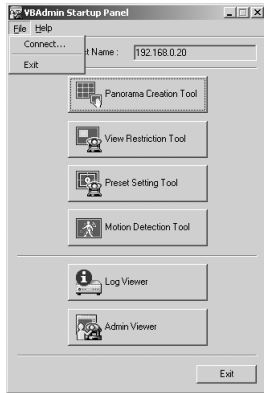 VBAdmin Startup Panel
File Help
Connect...
Exit
t Name : 192.168.0.20
Panorama Creation Tool
View Restriction Tool
Preset Setting Tool
Motion Detection Tool
Log Viewer
Admin Viewer
Exit